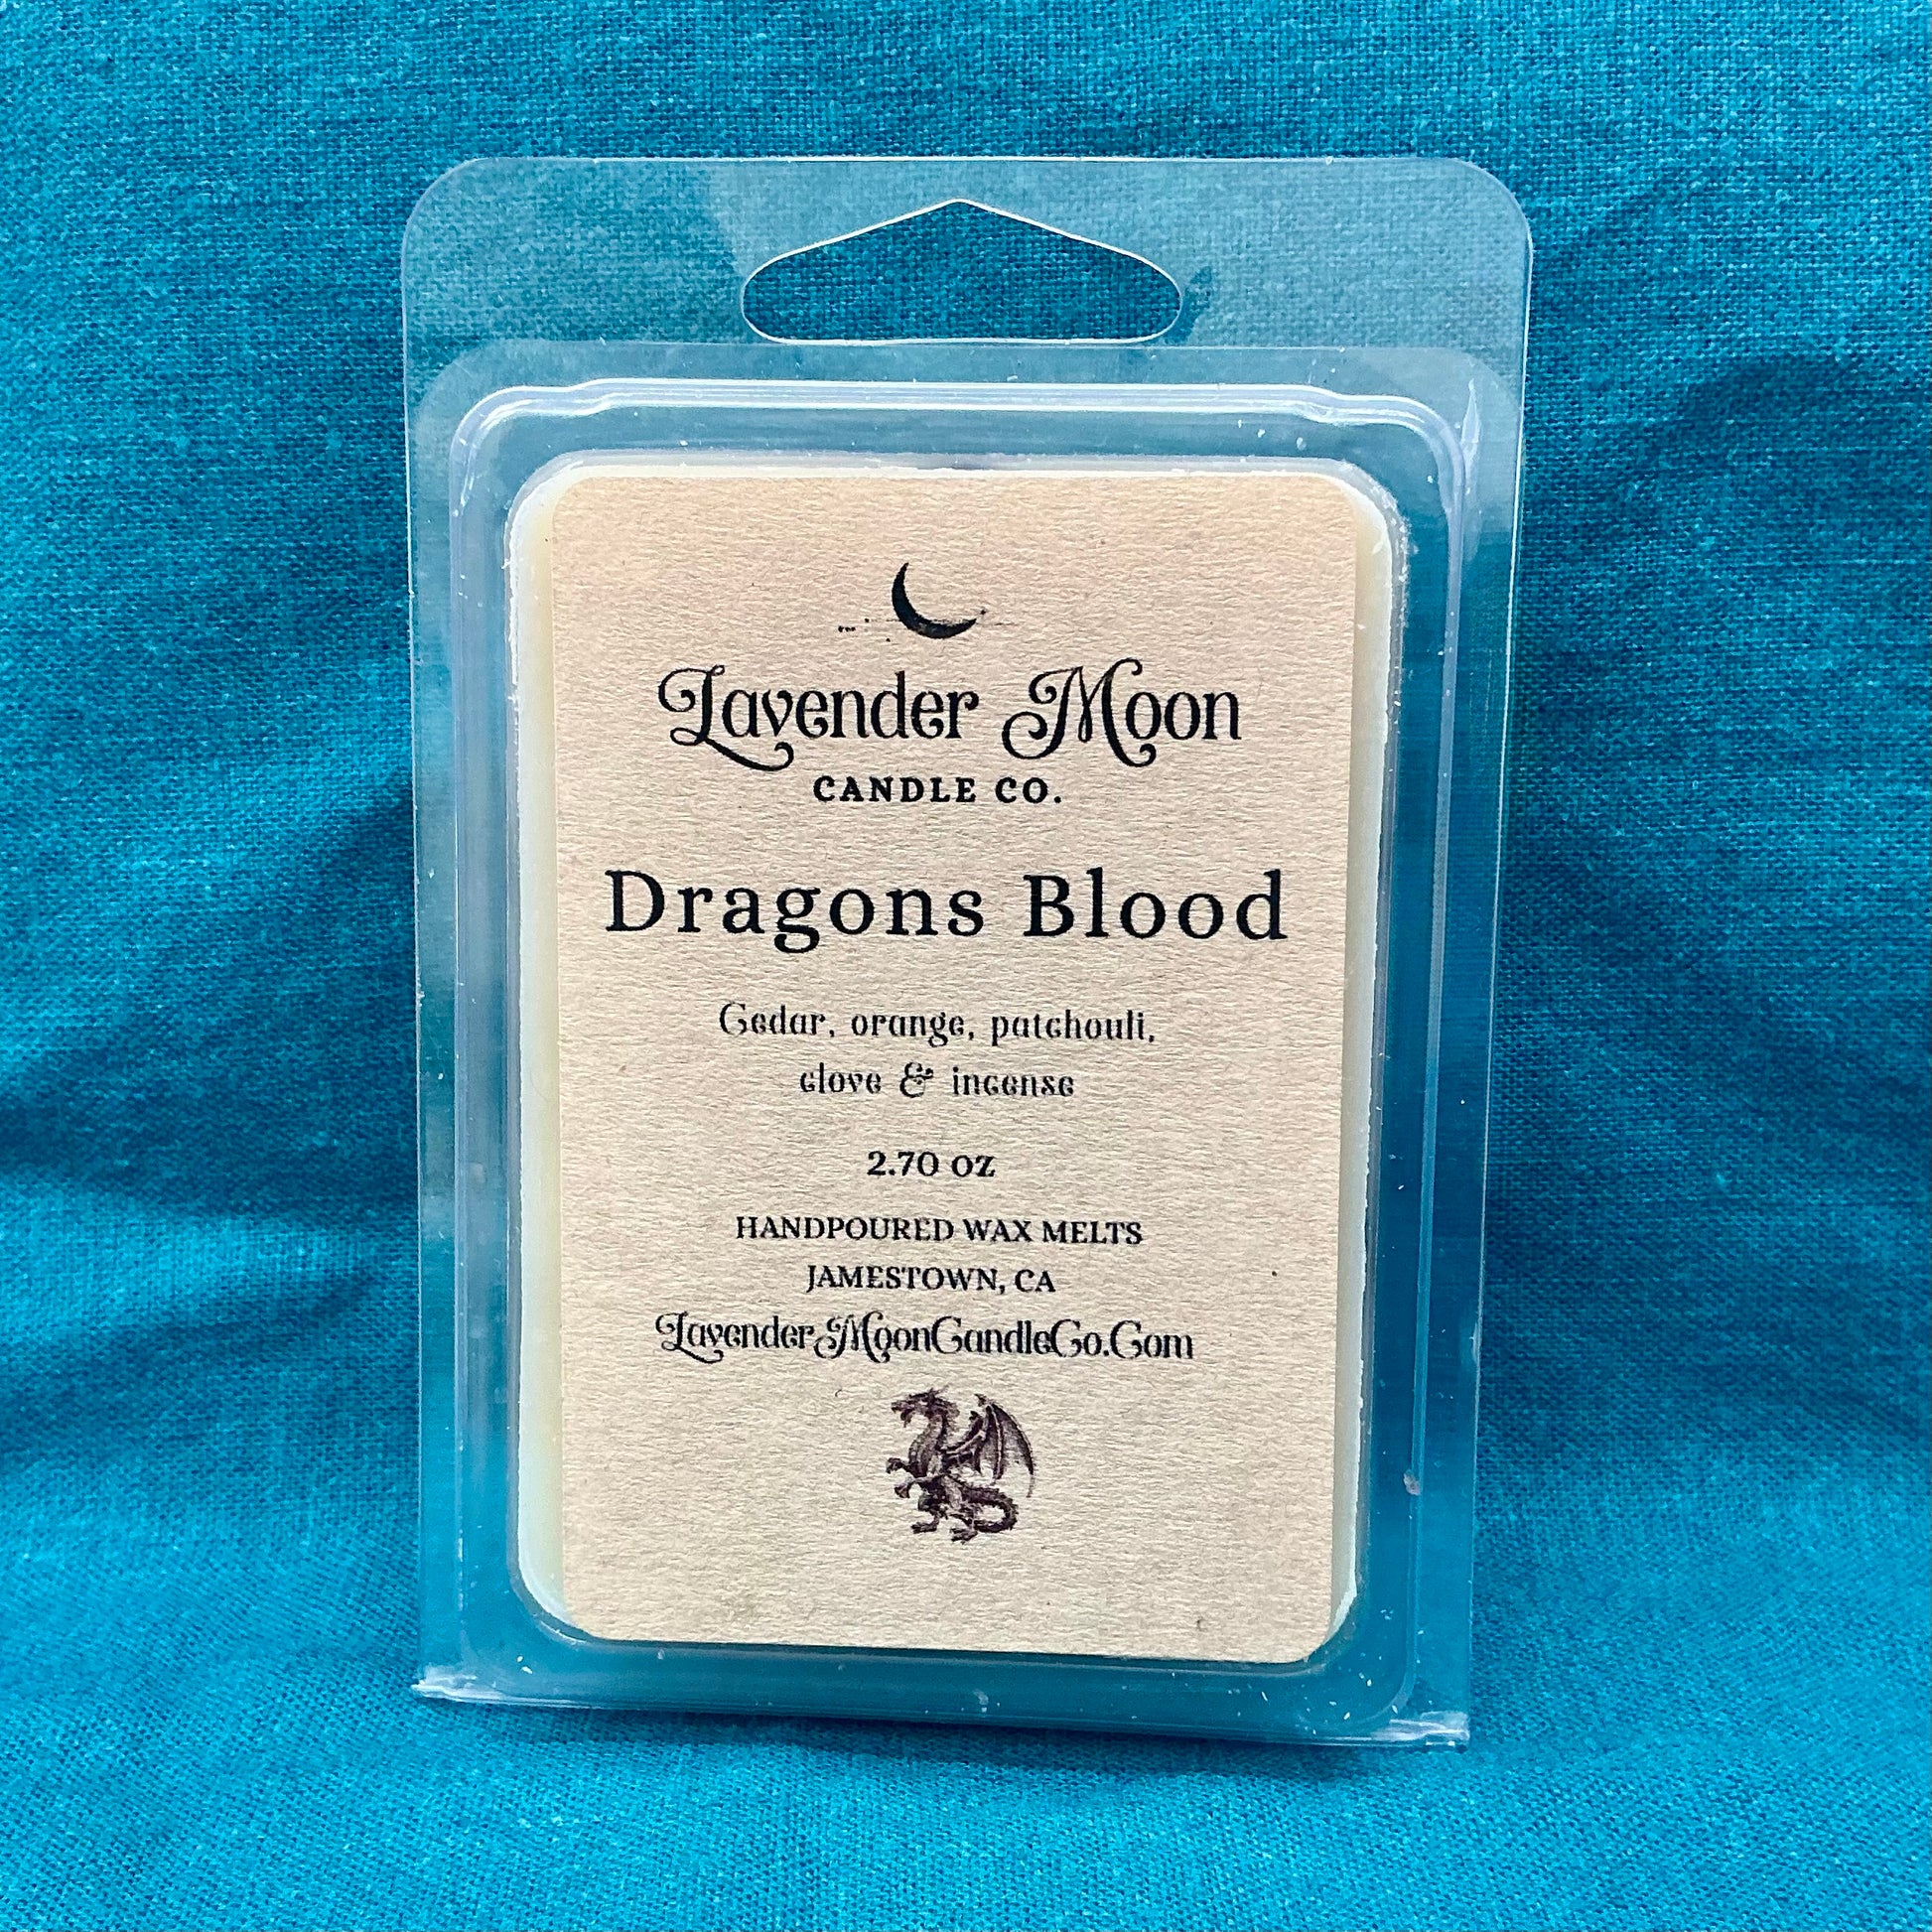 Lavender Moon
CANDLE CO.
Dragons Blood
Cedar, orange, patchouli,
clove & incense
2.70 OZ
HANDPOURED WAX MELTS
JAMESTOWN, CA
LavenderMoonCandleCo.Com